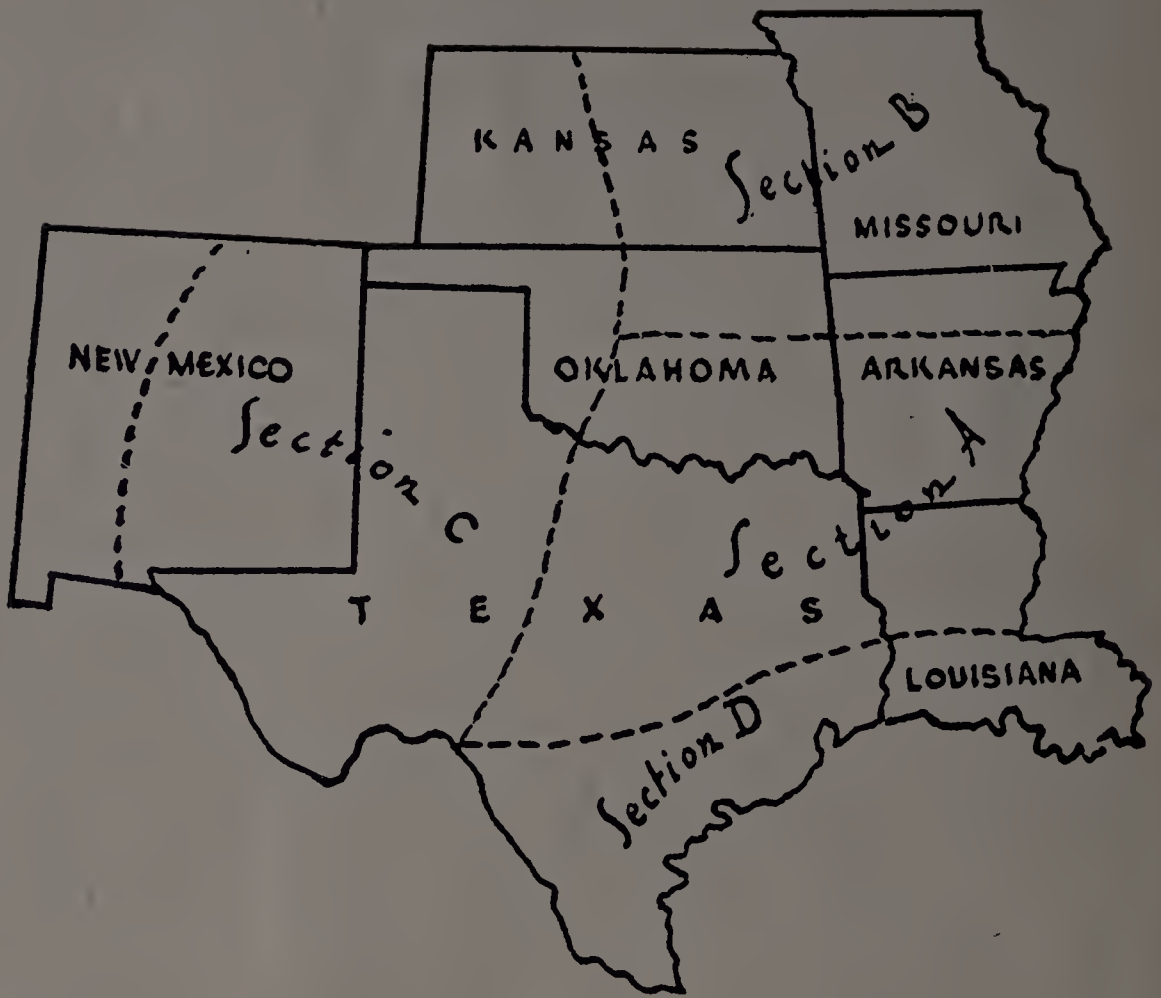 KANSAS
Section B
MISSOURI
NEW MEXICO
OKLAHOMA
ARKANSAS
Section C
Section A
TEXAS
LOUISIANA
Section D